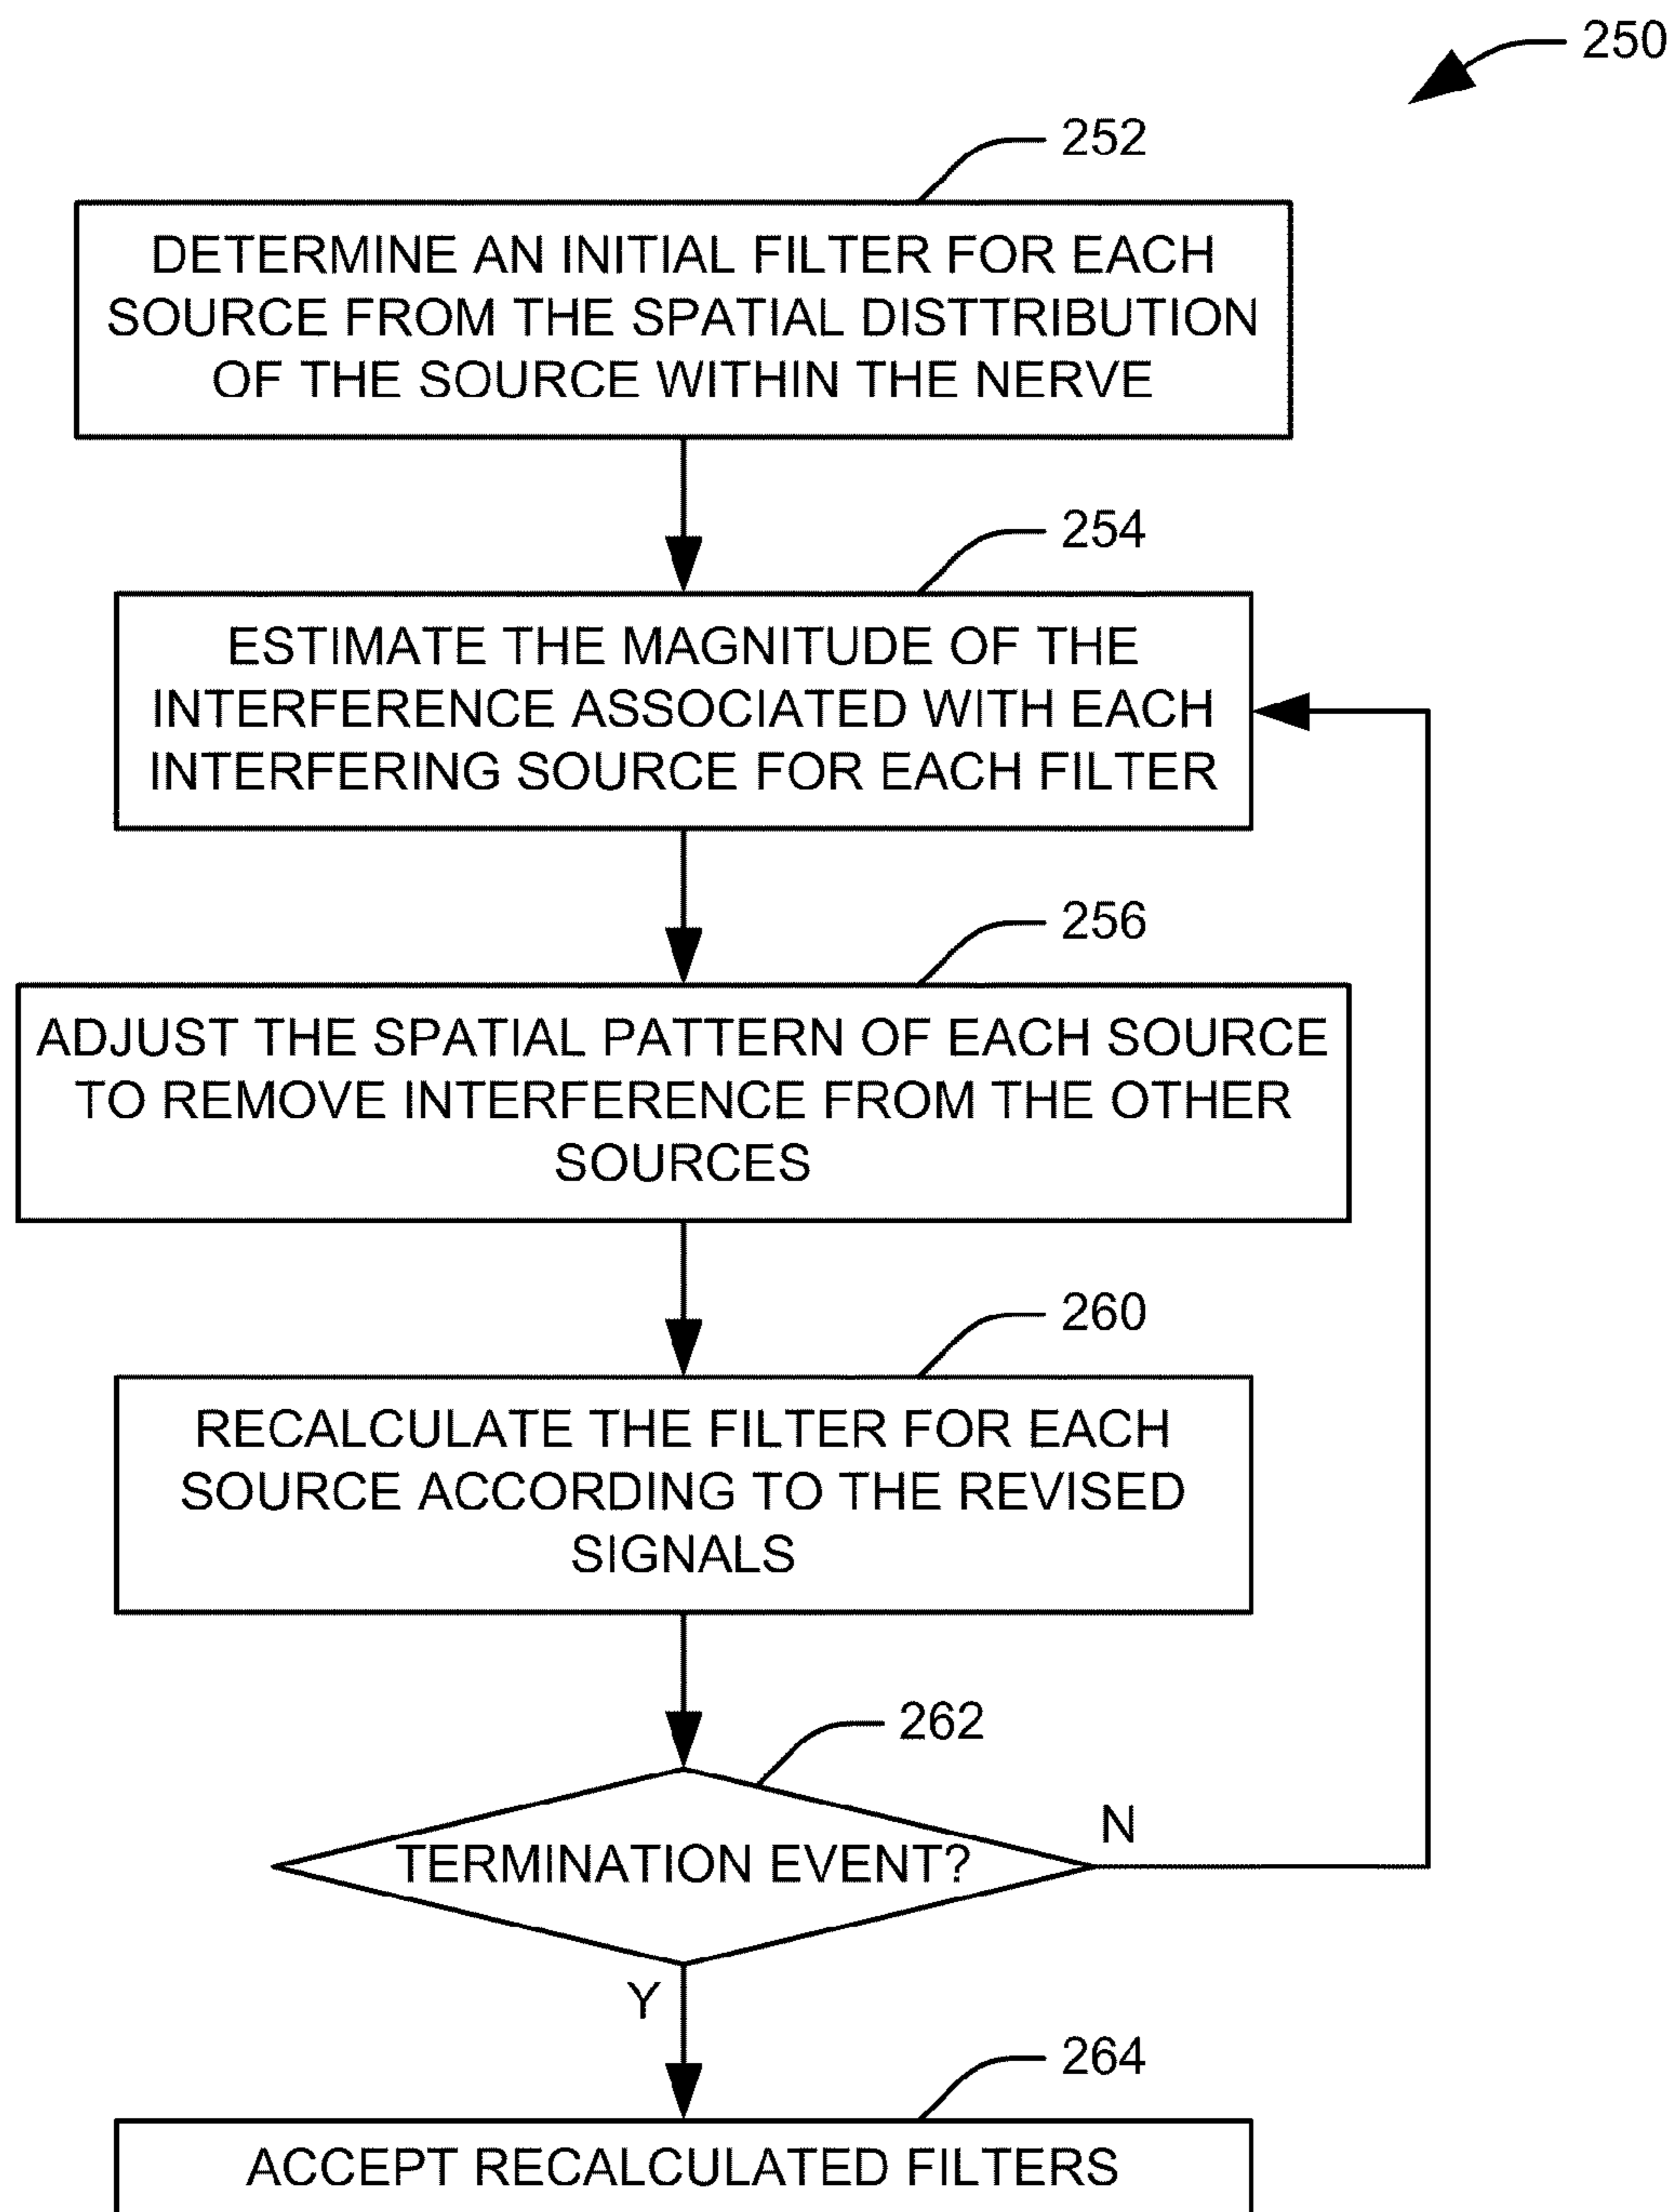 250
252
DETERMINE AN INITIAL FILTER FOR EACH
SOURCE FROM THE SPATIAL DISTTRIBUTION
OF THE SOURCE WITHIN THE NERVE
254
ESTIMATE THE MAGNITUDE OF THE
INTERFERENCE ASSOCIATED WITH EACH
INTERFERING SOURCE FOR EACH FILTER
256
ADJUST THE SPATIAL PATTERN OF EACH SOURCE
TO REMOVE INTERFERENCE FROM THE OTHER
SOURCES
260
RECALCULATE THE FILTER FOR EACH
SOURCE ACCORDING TO THE REVISED
SIGNALS
262
TERMINATION EVENT?
N
Y
264
ACCEPT RECALCULATED FILTERS